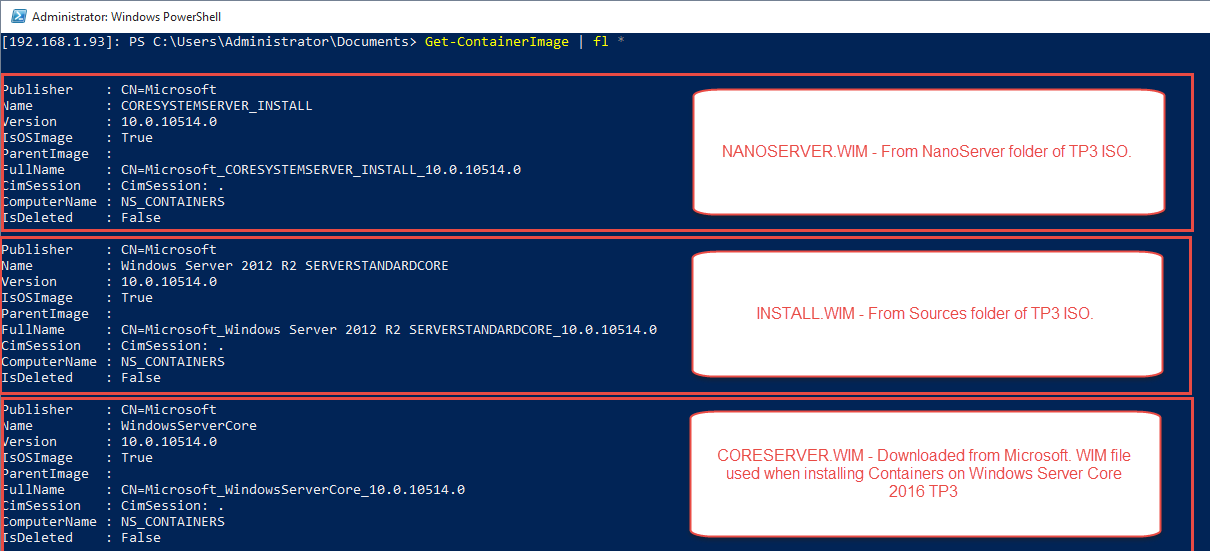 Administrator: Windows PowerShell
[192.168.1.93]: PS C:\Users\Administrator\Documents> Get-ContainerImage | fl *
Publisher     : CN=Microsoft
Name          : CORESYSTEMSERVER_INSTALL
Version       : 10.0.10514.0
IsOSImage     : True
ParentImage   :
FullName      : CN=Microsoft_CORESYSTEMSERVER_INSTALL_10.0.10514.0
CimSession    : CimSession: .
ComputerName : NS_CONTAINERS
IsDeleted     : False
NANOSERVER.WIM - From NanoServer folder of TP3 ISO.
Publisher     : CN=Microsoft
Name          : Windows Server 2012 R2 SERVERSTANDARDCORE
Version       : 10.0.10514.0
IsOSImage     : True
ParentImage   :
FullName      : CN=Microsoft_Windows Server 2012 R2 SERVERSTANDARDCORE_10.0.10514.0
CimSession    : CimSession: .
ComputerName : NS_CONTAINERS
IsDeleted     : False
INSTALL.WIM - From Sources folder of TP3 ISO.
Publisher     : CN=Microsoft
Name          : WindowsServerCore
Version       : 10.0.10514.0
IsOSImage     : True
ParentImage   :
FullName      : CN=Microsoft_WindowsServerCore_10.0.10514.0
CimSession    : CimSession: .
ComputerName : NS_CONTAINERS
IsDeleted     : False
CORESERVER.WIM - Downloaded from Microsoft. WIM file
used when installing Containers on Windows Server Core
2016 TP3